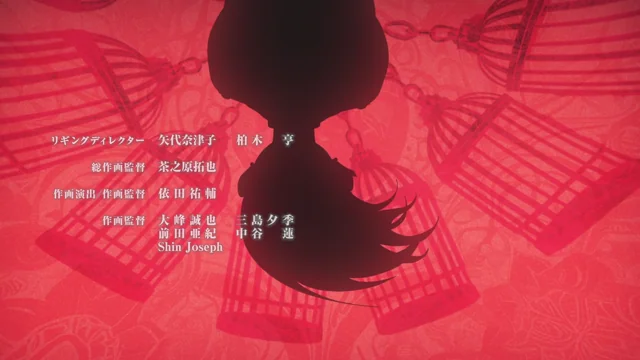 リギングディレクター 矢代奈津子 柏木 亨
総作画監督 茶之原拓也
作画演出/作画監督 依田祐輔
作画監督 大峰誠也 三島夕季
前田亜紀 中谷 蓮
Shin Joseph